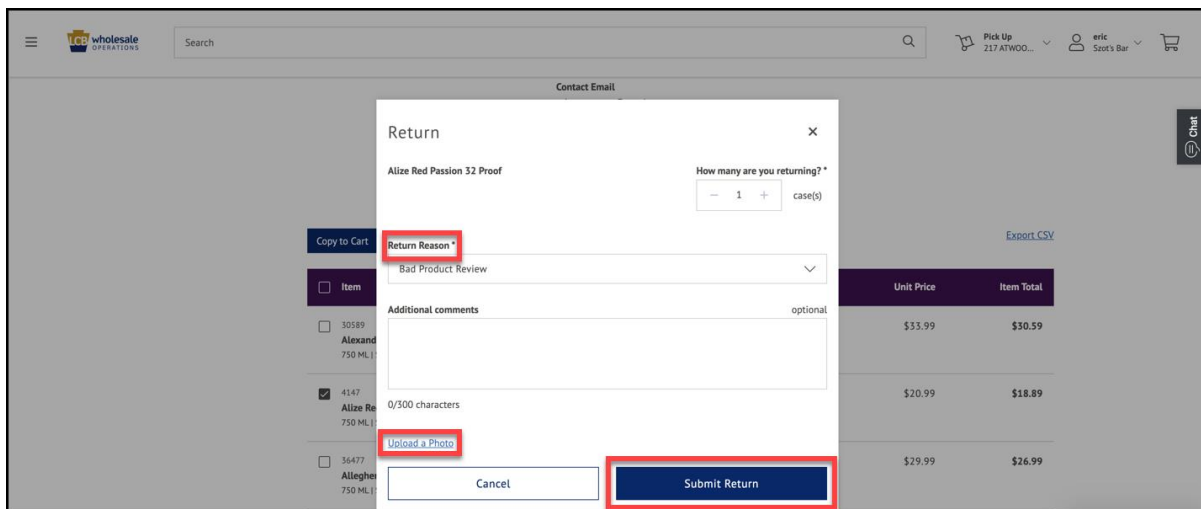 LCB wholesale
OPERATIONS
Search
Pick Up
217 ATWOO...
eric
Szot's Bar
Contact Email
Chat
Return
×
Alize Red Passion 32 Proof
How many are you returning? *
− 1 + case(s)
Copy to Cart
Return Reason *
Export CSV
Bad Product Review
Item
Unit Price
Item Total
Additional comments
optional
30589
Alexand
750 ML |
$33.99
$30.59
4147
Alize Re
750 ML |
$20.99
$18.89
0/300 characters
Upload a Photo
36477
Alleghe
750 ML |
$29.99
$26.99
Cancel
Submit Return